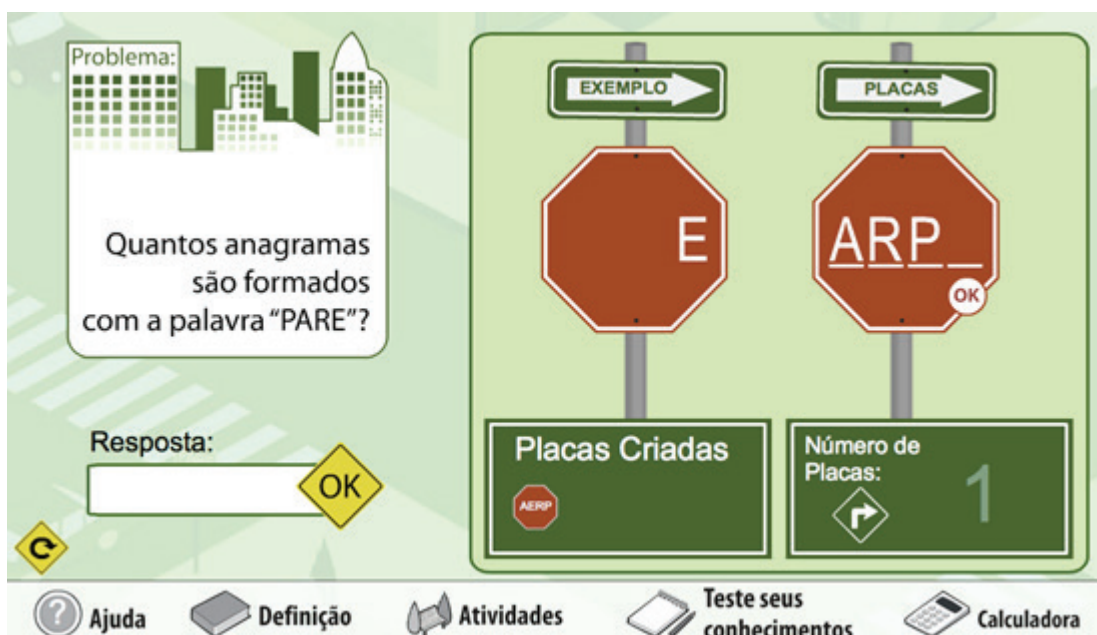 Problema:
Quantos anagramas
são formados
com a palavra “PARE”?
Resposta:
OK
EXEMPLO
E
PLACAS
ARP_
OK
Placas Criadas
AERP
Número de
Placas:
1
Ajuda
Definição
Atividades
Teste seus
conhecimentos
Calculadora